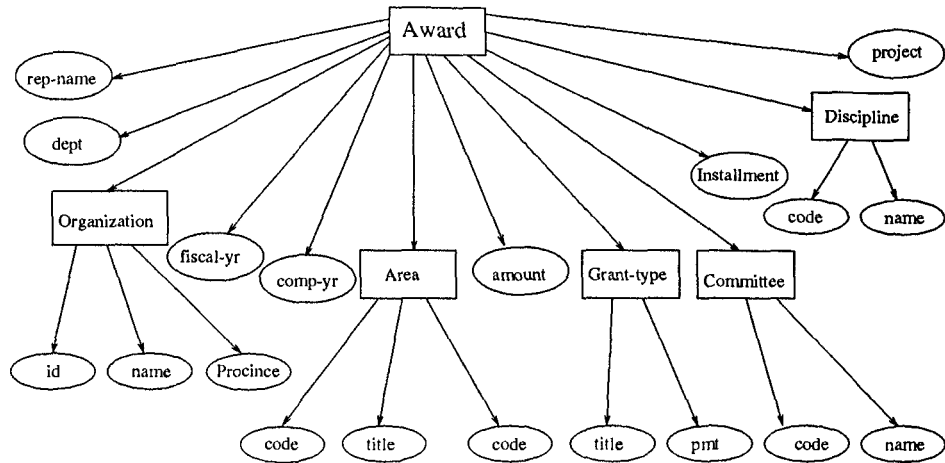 Award
project
rep-name
Discipline
dept
Installment
Organization
code
name
fiscal-yr
comp-yr
Area
amount
Grant-type
Committee
id
name
Procince
code
title
code
title
pmt
code
name